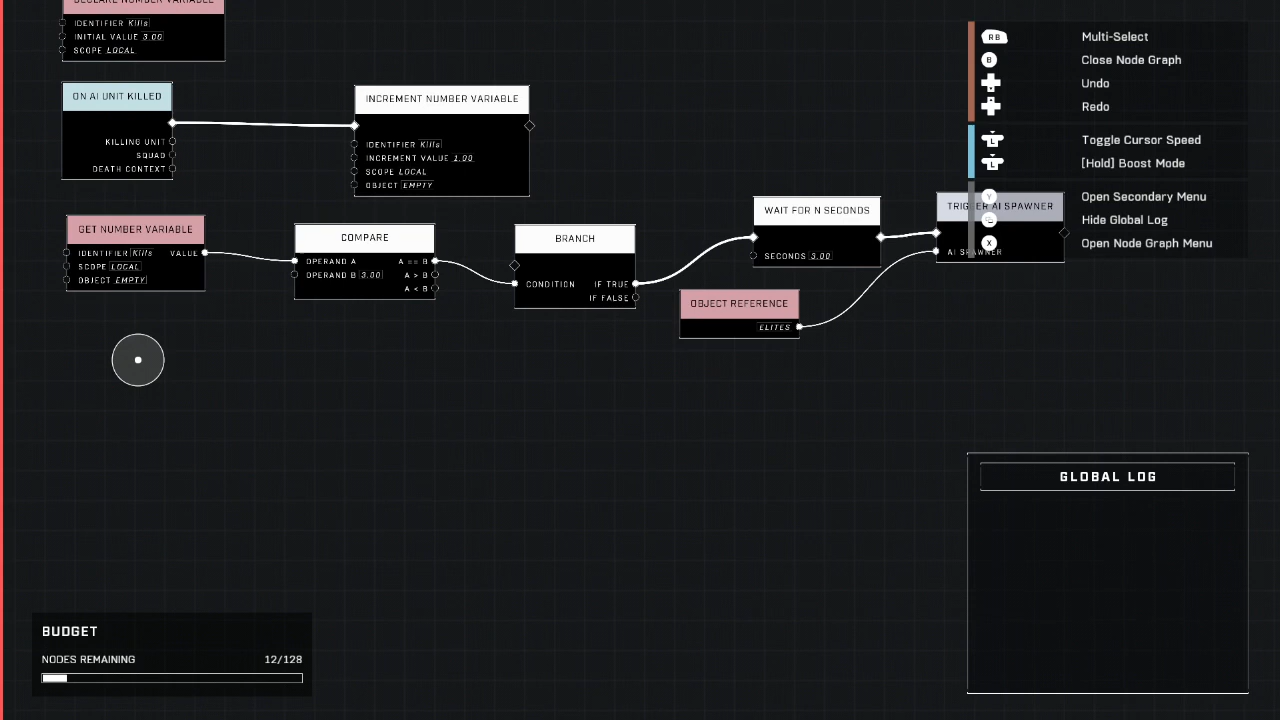 DECLARE NUMBER VARIABLE
IDENTIFIER Kills
INITIAL VALUE 3.00
SCOPE LOCAL
ON AI UNIT KILLED
KILLING UNIT
SQUAD
DEATH CONTEXT
INCREMENT NUMBER VARIABLE
IDENTIFIER Kills
INCREMENT VALUE 1.00
SCOPE LOCAL
OBJECT EMPTY
GET NUMBER VARIABLE
IDENTIFIER Kills VALUE
SCOPE LOCAL
OBJECT EMPTY
COMPARE
OPERAND A A == B
OPERAND B 3.00 A > B
A < B
BRANCH
CONDITION IF TRUE
IF FALSE
WAIT FOR N SECONDS
SECONDS 3.00
OBJECT REFERENCE
ELITES
TRIGGER AI SPAWNER
AI SPAWNER
RB Multi-Select
B Close Node Graph
Undo
Redo
L Toggle Cursor Speed
L [Hold] Boost Mode
Y Open Secondary Menu
Hide Global Log
X Open Node Graph Menu
GLOBAL LOG
BUDGET
NODES REMAINING 12/128